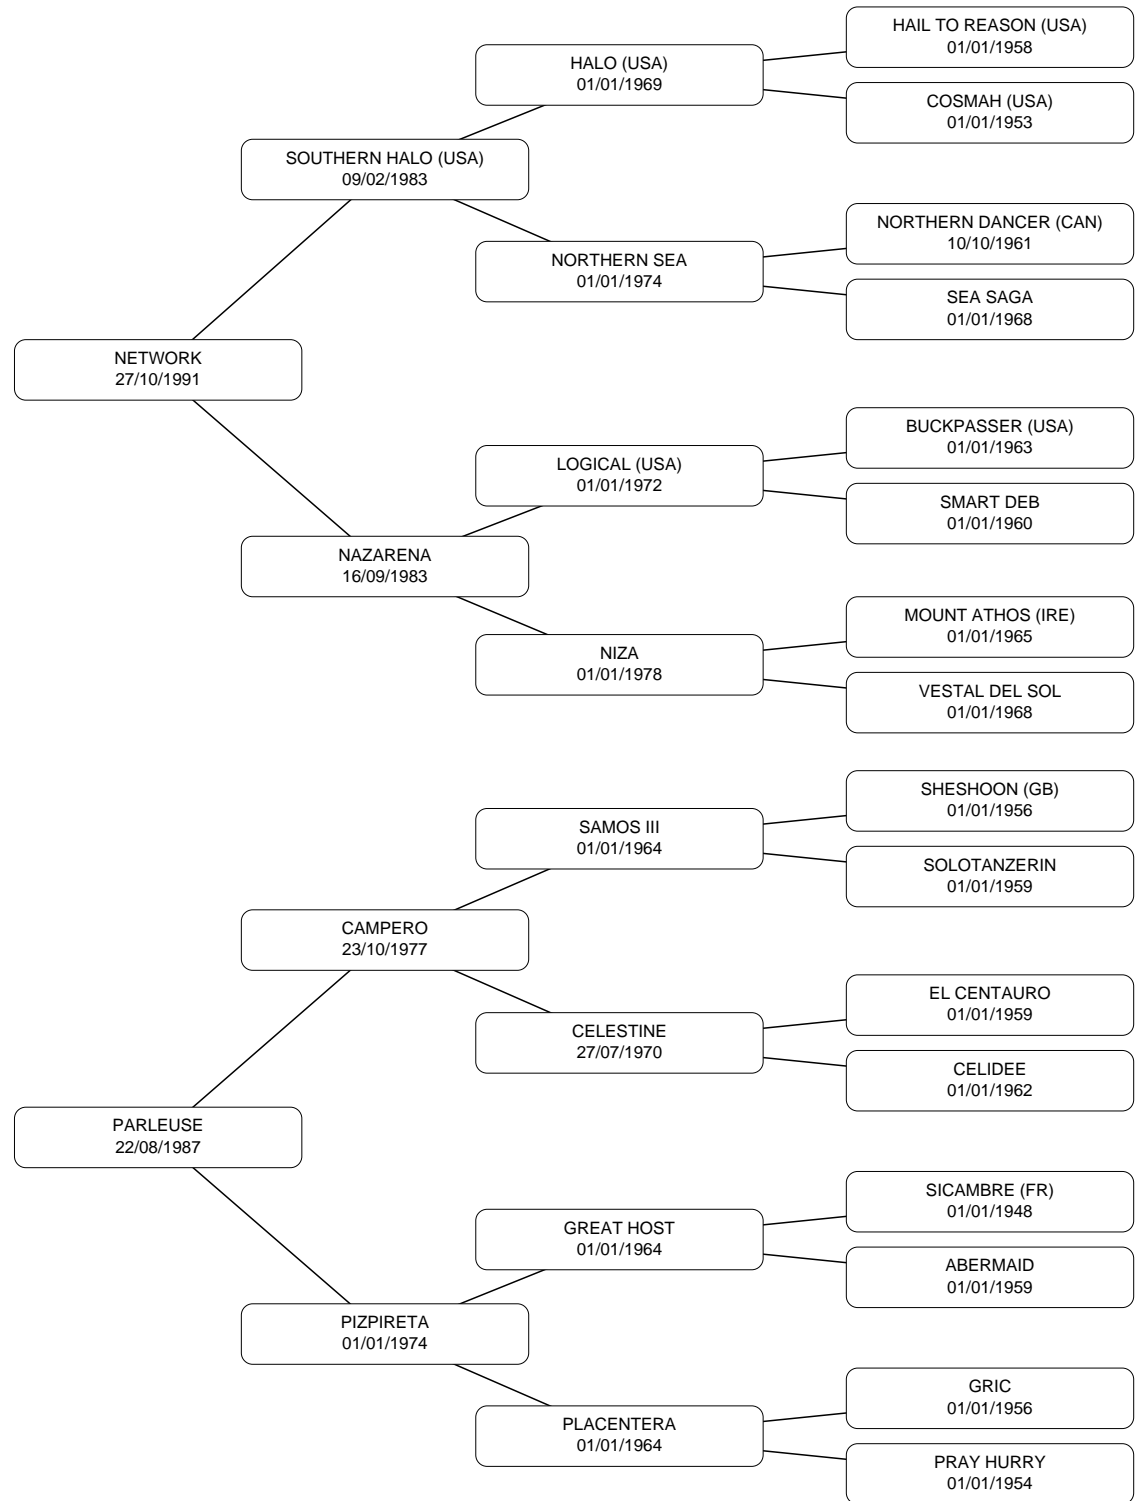 HAIL TO REASON (USA)
01/01/1958
HALO (USA)
01/01/1969
COSMAH (USA)
01/01/1953
SOUTHERN HALO (USA)
09/02/1983
NORTHERN DANCER (CAN)
10/10/1961
NORTHERN SEA
01/01/1974
SEA SAGA
01/01/1968
NETWORK
27/10/1991
BUCKPASSER (USA)
01/01/1963
LOGICAL (USA)
01/01/1972
SMART DEB
01/01/1960
NAZARENA
16/09/1983
MOUNT ATHOS (IRE)
01/01/1965
NIZA
01/01/1978
VESTAL DEL SOL
01/01/1968
SHESHOON (GB)
01/01/1956
SAMOS III
01/01/1964
SOLOTANZERIN
01/01/1959
CAMPERO
23/10/1977
EL CENTAURO
01/01/1959
CELESTINE
27/07/1970
CELIDEE
01/01/1962
PARLEUSE
22/08/1987
SICAMBRE (FR)
01/01/1948
GREAT HOST
01/01/1964
ABERMAID
01/01/1959
PIZPIRETA
01/01/1974
GRIC
01/01/1956
PLACENTERA
01/01/1964
PRAY HURRY
01/01/1954